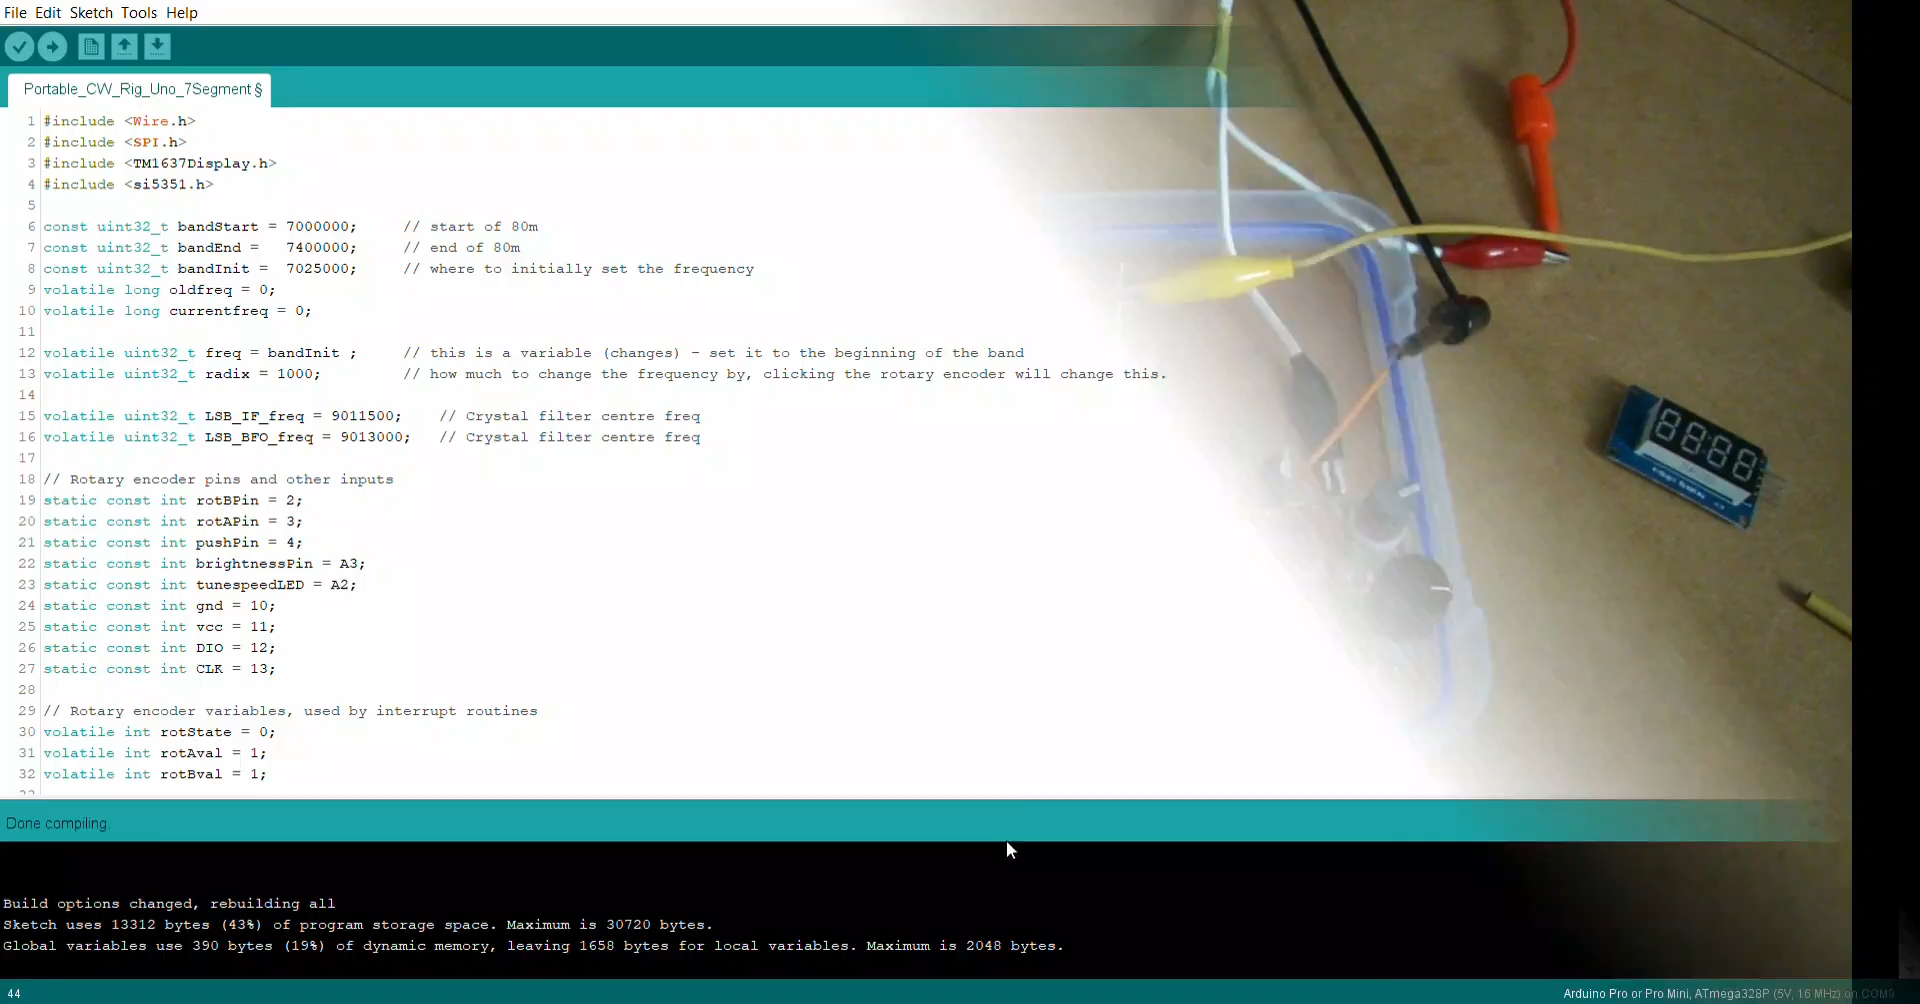 File Edit Sketch Tools Help
Portable_CW_Rig_Uno_7Segment §
1 #include <Wire.h>
2 #include <SPI.h>
3 #include <TM1637Display.h>
4 #include <si5351.h>
5
6 const uint32_t bandStart = 7000000;     // start of 80m
7 const uint32_t bandEnd =   7400000;     // end of 80m
8 const uint32_t bandInit =  7025000;     // where to initially set the frequency
9 volatile long oldfreq = 0;
10 volatile long currentfreq = 0;
11
12 volatile uint32_t freq = bandInit ;     // this is a variable (changes) - set it to the beginning of the band
13 volatile uint32_t radix = 1000;         // how much to change the frequency by, clicking the rotary encoder will change this.
14
15 volatile uint32_t LSB_IF_freq = 9011500;    // Crystal filter centre freq
16 volatile uint32_t LSB_BFO_freq = 9013000;   // Crystal filter centre freq
17
18 // Rotary encoder pins and other inputs
19 static const int rotBPin = 2;
20 static const int rotAPin = 3;
21 static const int pushPin = 4;
22 static const int brightnessPin = A3;
23 static const int tunespeedLED = A2;
24 static const int gnd = 10;
25 static const int vcc = 11;
26 static const int DIO = 12;
27 static const int CLK = 13;
28
29 // Rotary encoder variables, used by interrupt routines
30 volatile int rotState = 0;
31 volatile int rotAval = 1;
32 volatile int rotBval = 1;
Done compiling.
Build options changed, rebuilding all
Sketch uses 13312 bytes (43%) of program storage space. Maximum is 30720 bytes.
Global variables use 390 bytes (19%) of dynamic memory, leaving 1658 bytes for local variables. Maximum is 2048 bytes.
44
Arduino Pro or Pro Mini, ATmega328P (5V, 16 MHz) on COM9